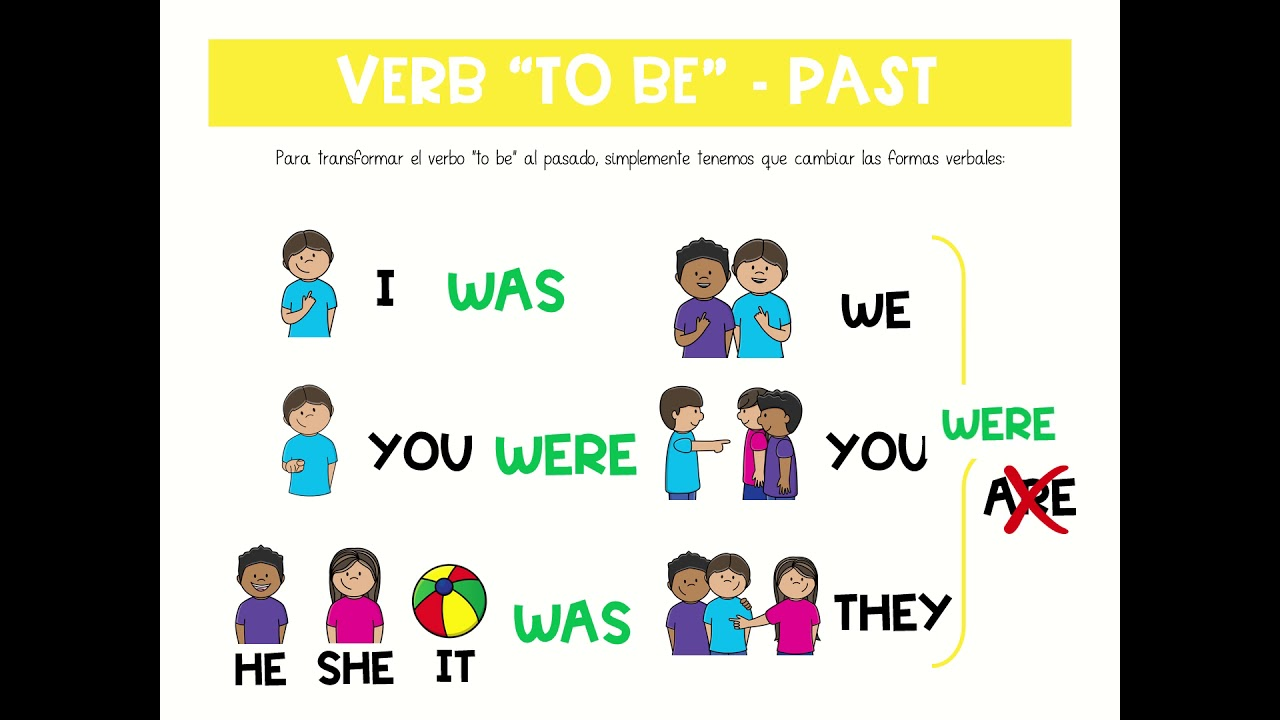 VERB “TO BE” - PAST
Para transformar el verbo "to be" al pasado, simplemente tenemos que cambiar las formas verbales:
I WAS
YOU WERE
HE SHE IT WAS
WE
YOU
THEY
WERE
ARE